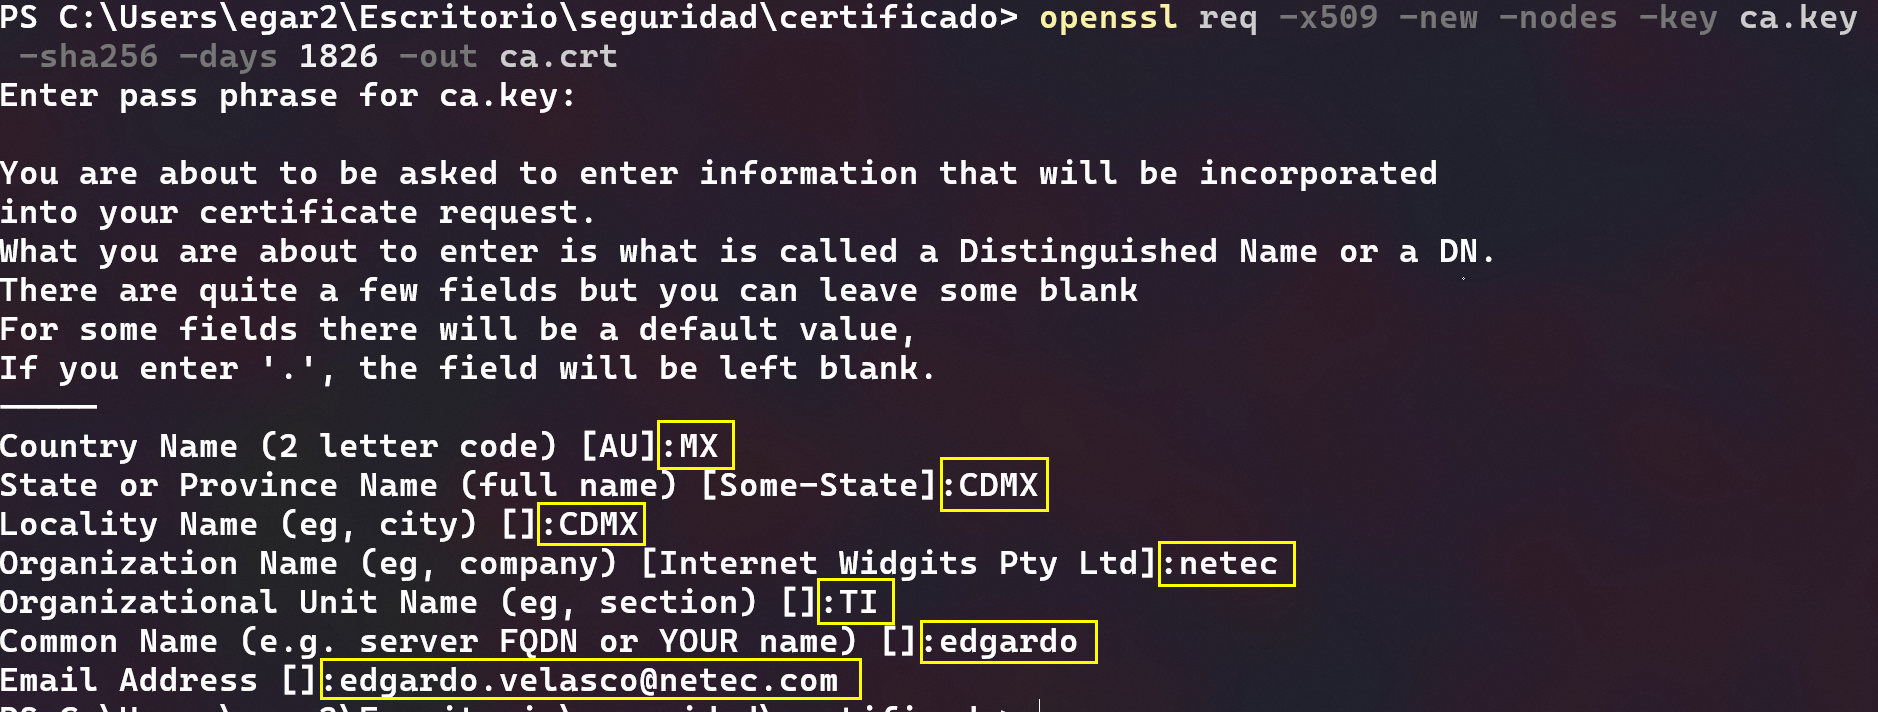 PS C:\Users\egar2\Escritorio\seguridad\certificado> openssl req -x509 -new -nodes -key ca.key
-sha256 -days 1826 -out ca.crt
Enter pass phrase for ca.key:
You are about to be asked to enter information that will be incorporated
into your certificate request.
What you are about to enter is what is called a Distinguished Name or a DN.
There are quite a few fields but you can leave some blank
For some fields there will be a default value,
If you enter '.', the field will be left blank.
-----
Country Name (2 letter code) [AU]:MX
State or Province Name (full name) [Some-State]:CDMX
Locality Name (eg, city) []:CDMX
Organization Name (eg, company) [Internet Widgits Pty Ltd]:netec
Organizational Unit Name (eg, section) []:TI
Common Name (e.g. server FQDN or YOUR name) []:edgardo
Email Address []:edgardo.velasco@netec.com
PS C:\Users\egar2\Escritorio\seguridad\certificado>